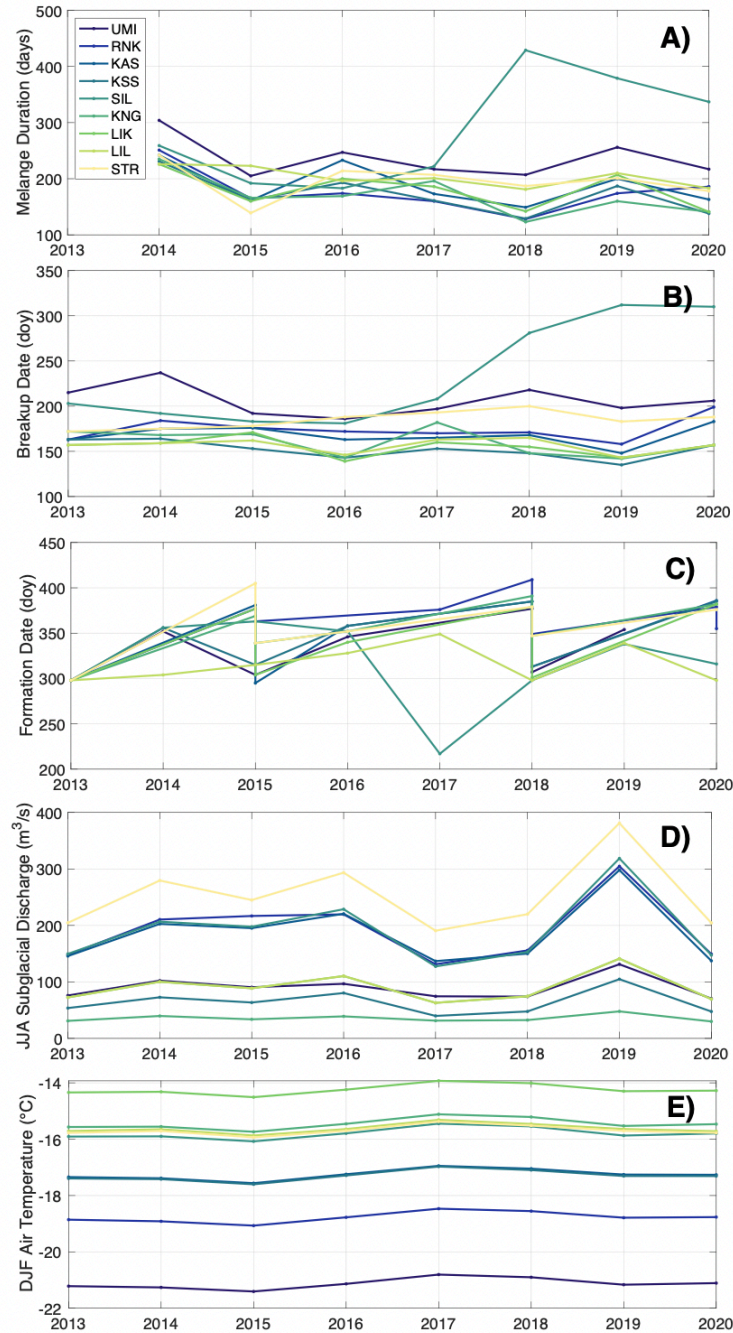 A)
Melange Duration (days)
500
400
300
200
100
UMI
RNK
KAS
KSS
SIL
KNG
LIK
LIL
STR
2013 2014 2015 2016 2017 2018 2019 2020
B)
Breakup Date (doy)
350
300
250
200
150
100
2013 2014 2015 2016 2017 2018 2019 2020
C)
Formation Date (doy)
450
400
350
300
250
200
2013 2014 2015 2016 2017 2018 2019 2020
D)
JJA Subglacial Discharge (m³/s)
400
300
200
100
0
2013 2014 2015 2016 2017 2018 2019 2020
E)
DJF Air Temperature (°C)
-14
-16
-18
-20
-22
2013 2014 2015 2016 2017 2018 2019 2020